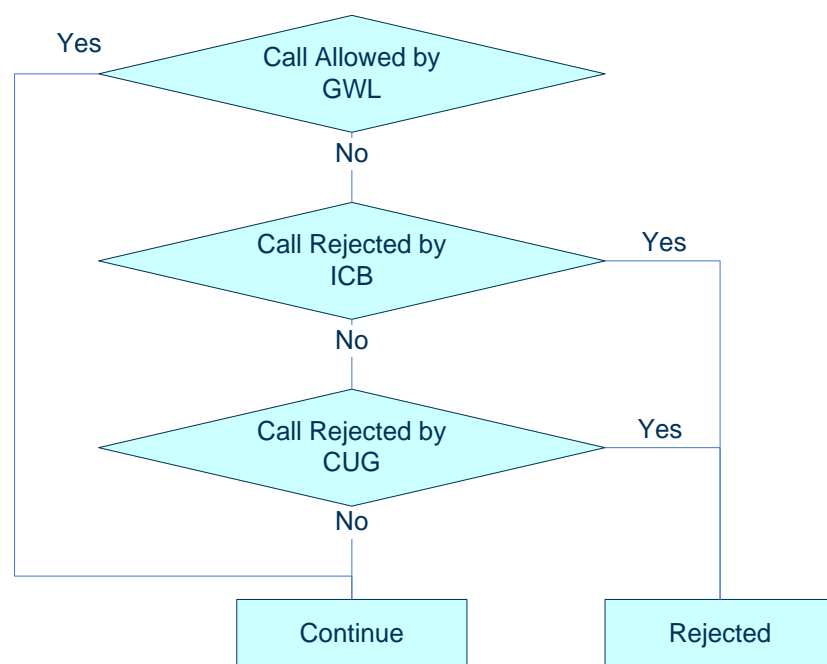 Yes
Call Allowed by
GWL
No
Call Rejected by
ICB
Yes
No
Call Rejected by
CUG
Yes
No
Continue
Rejected